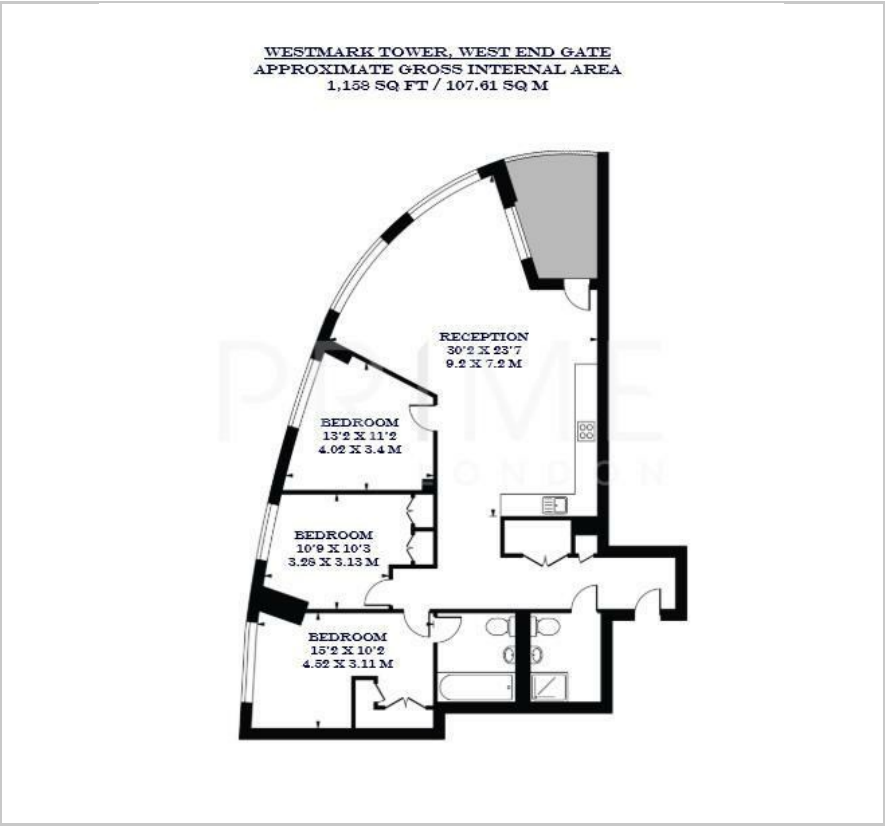 WESTMARK TOWER, WEST END GATE
APPROXIMATE GROSS INTERNAL AREA
1,158 SQ FT / 107.61 SQ M
RECEPTION
30'2 X 23'7
9.2 X 7.2 M
PRIME
LONDON
BEDROOM
13'2 X 11'2
4.02 X 3.4 M
BEDROOM
10'9 X 10'3
3.28 X 3.13 M
BEDROOM
15'2 X 10'2
4.52 X 3.11 M